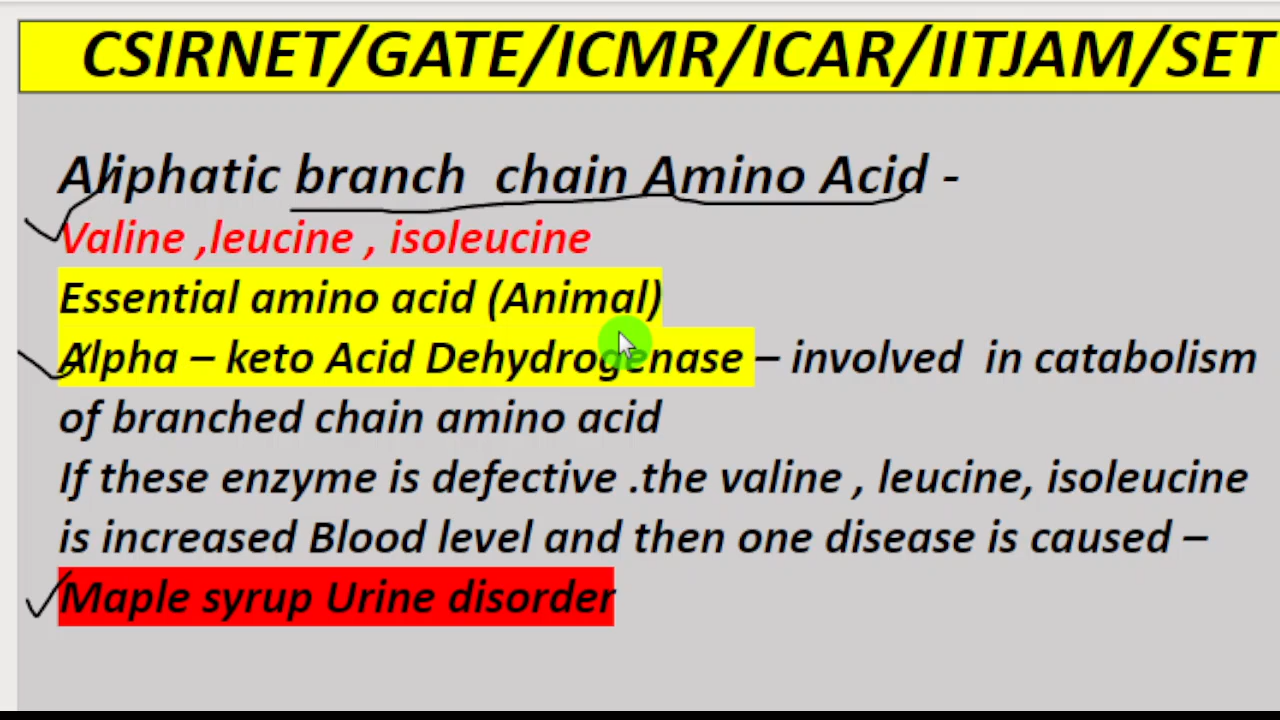 CSIRNET/GATE/ICMR/ICAR/IITJAM/SET
Aliphatic branch chain Amino Acid -
Valine ,leucine , isoleucine
Essential amino acid (Animal)
Alpha – keto Acid Dehydrogenase – involved in catabolism
of branched chain amino acid
If these enzyme is defective .the valine , leucine, isoleucine
is increased Blood level and then one disease is caused –
Maple syrup Urine disorder